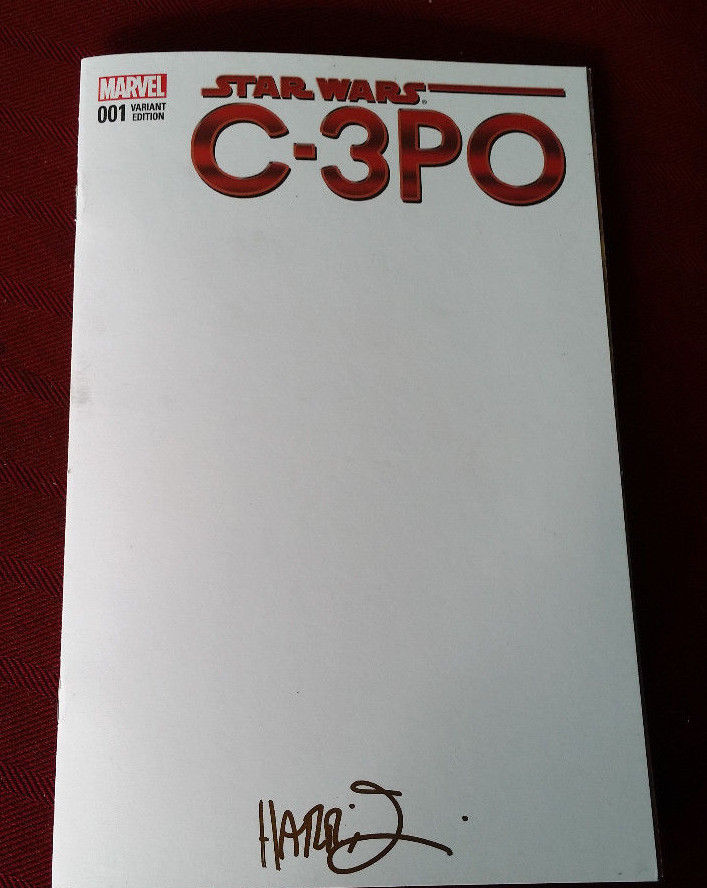 MARVEL
001 VARIANT
EDITION
STAR WARS®
C-3PO